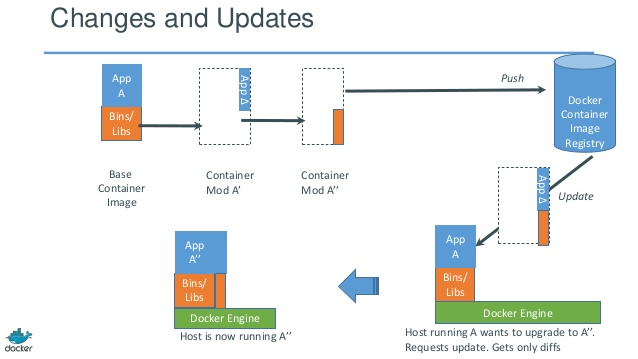 Changes and Updates
App
A
Bins/
Libs
App Δ
Push
Docker
Container
Image
Registry
Base
Container
Image
Container
Mod A’
Container
Mod A’’
App Δ
Update
App
A’’
Bins/
Libs
Docker Engine
Host is now running A’’
App
A
Bins/
Libs
Docker Engine
Host running A wants to upgrade to A’’.
Requests update. Gets only diffs
docker